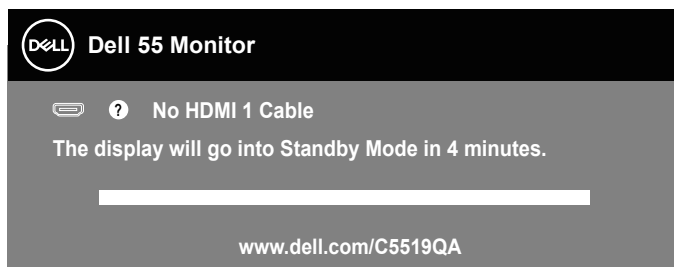 DELL Dell 55 Monitor
? No HDMI 1 Cable
The display will go into Standby Mode in 4 minutes.
www.dell.com/C5519QA